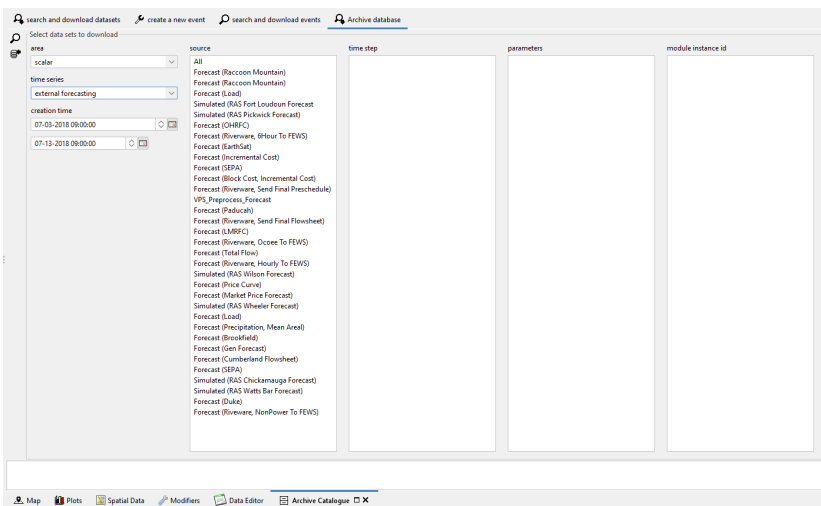 search and download datasets create a new event search and download events Archive database
Select data sets to download
area
scalar
time series
external forecasting
creation time
07-03-2018 09:00:00
07-13-2018 09:00:00
source
All
Forecast (Raccoon Mountain)
Forecast (Raccoon Mountain)
Forecast (Load)
Simulated (RAS Fort Loudoun Forecast
Simulated (RAS Pickwick Forecast)
Forecast (OHRFC)
Forecast (Riverware, 6Hour To FEWS)
Forecast (EarthSat)
Forecast (Incremental Cost)
Forecast (SEPA)
Forecast (Block Cost, Incremental Cost)
Forecast (Riverware, Send Final Preschedule)
VPS_Preprocess_Forecast
Forecast (Paducah)
Forecast (Riverware, Send Final Flowsheet)
Forecast (LMRFC)
Forecast (Riverware, Ocoee To FEWS)
Forecast (Total Flow)
Forecast (Riverware, Hourly To FEWS)
Simulated (RAS Wilson Forecast)
Forecast (Price Curve)
Forecast (Market Price Forecast)
Simulated (RAS Wheeler Forecast)
Forecast (Load)
Forecast (Precipitation, Mean Areal)
Forecast (Brookfield)
Forecast (Gen Forecast)
Forecast (Cumberland Flowsheet)
Forecast (SEPA)
Simulated (RAS Chickamauga Forecast)
Simulated (RAS Watts Bar Forecast)
Forecast (Duke)
Forecast (Riveware, NonPower To FEWS)
time step
parameters
module instance id
Map Plots Spatial Data Modifiers Data Editor Archive Catalogue